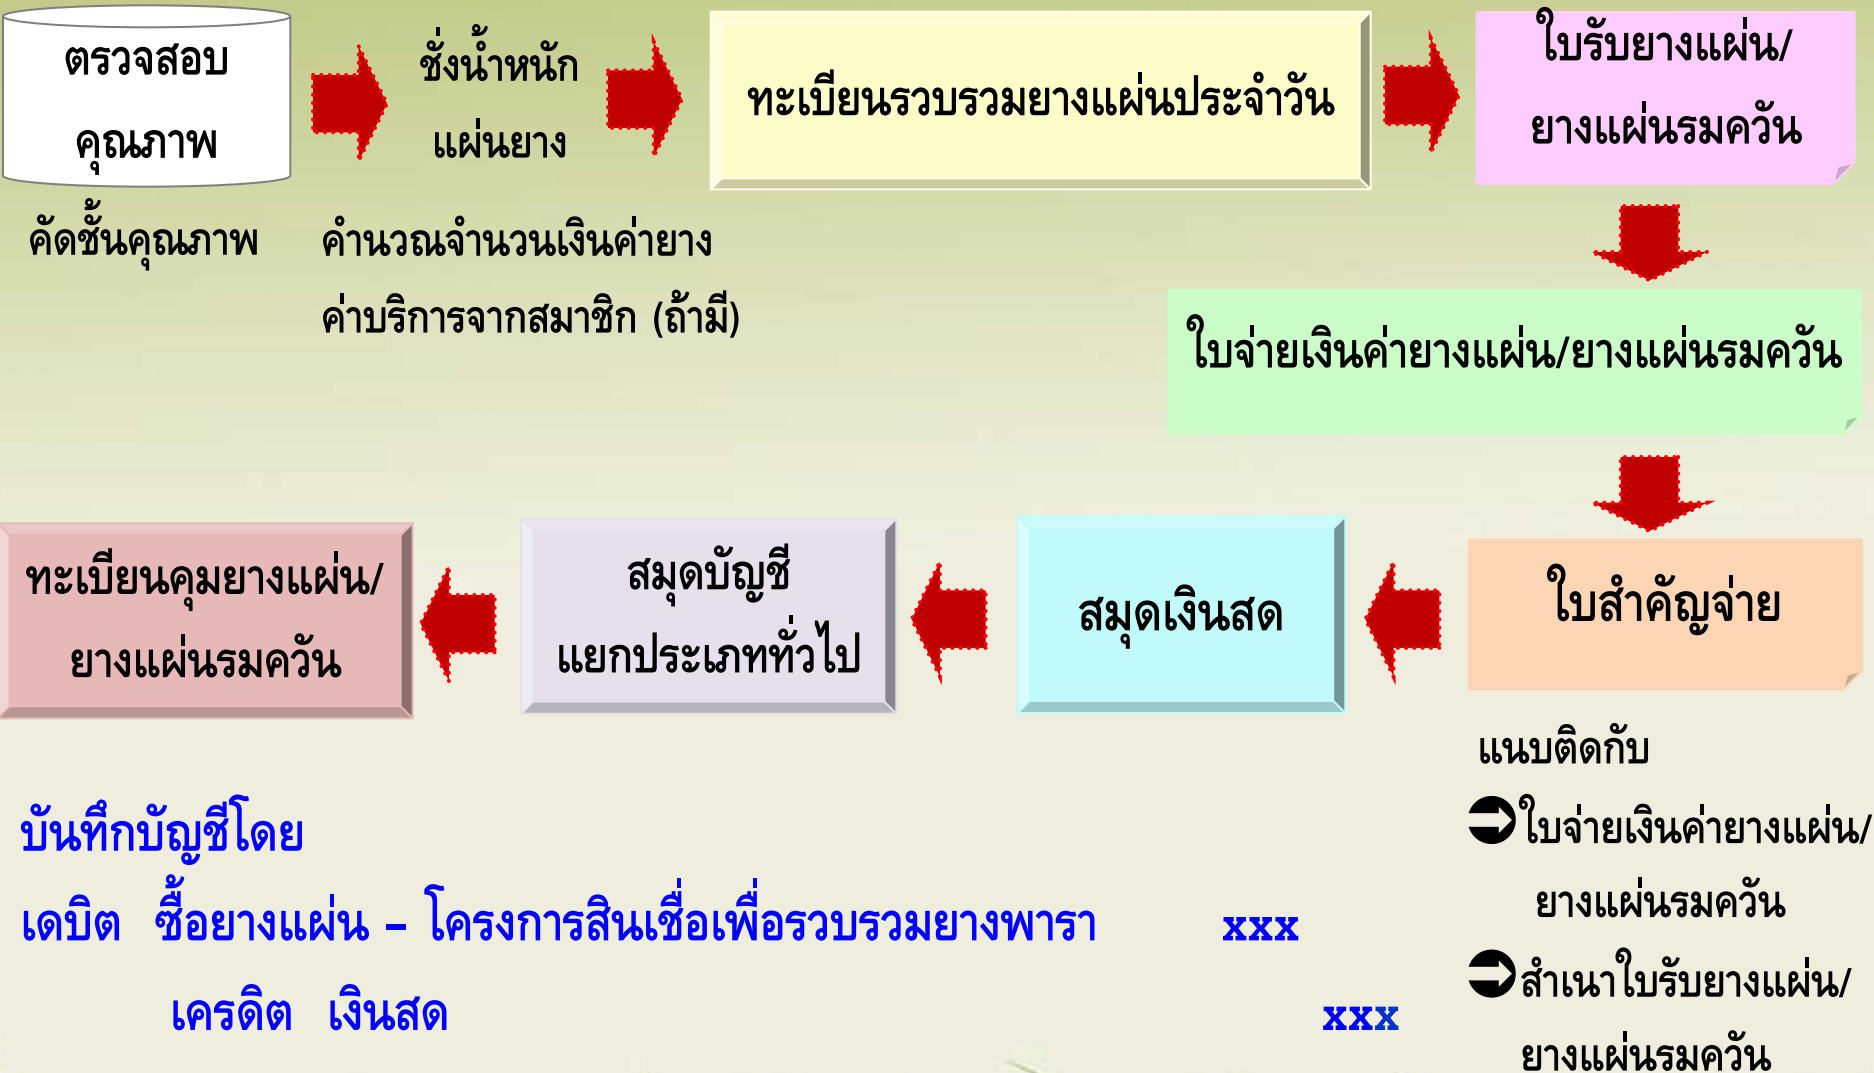 ตรวจสอบ
คุณภาพ
ชั่งน้ำหนัก
แผ่นยาง
ทะเบียนรวบรวมยางแผ่นประจำวัน
ใบรับยางแผ่น/
ยางแผ่นรมควัน
คัดชั้นคุณภาพ
คำนวณจำนวนเงินค่ายาง
ค่าบริการจากสมาชิก (ถ้ามี)
ใบจ่ายเงินค่ายางแผ่น/ยางแผ่นรมควัน
ใบสำคัญจ่าย
สมุดเงินสด
สมุดบัญชี
แยกประเภททั่วไป
ทะเบียนคุมยางแผ่น/
ยางแผ่นรมควัน
แนบติดกับ
➲ใบจ่ายเงินค่ายางแผ่น/
ยางแผ่นรมควัน
➲สำเนาใบรับยางแผ่น/
ยางแผ่นรมควัน
บันทึกบัญชีโดย
เดบิต ซื้อยางแผ่น – โครงการสินเชื่อเพื่อรวบรวมยางพารา xxx
เครดิต เงินสด xxx